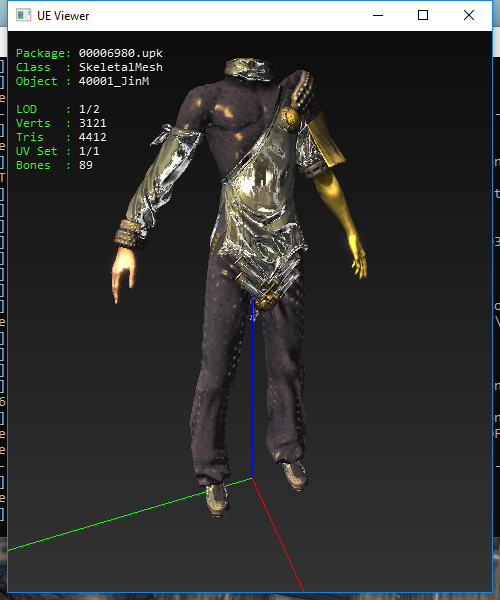 UE Viewer
Package: 00006980.upk
Class  : SkeletalMesh
Object : 40001_JinM
LOD    : 1/2
Verts  : 3121
Tris   : 4412
UV Set : 1/1
Bones  : 89